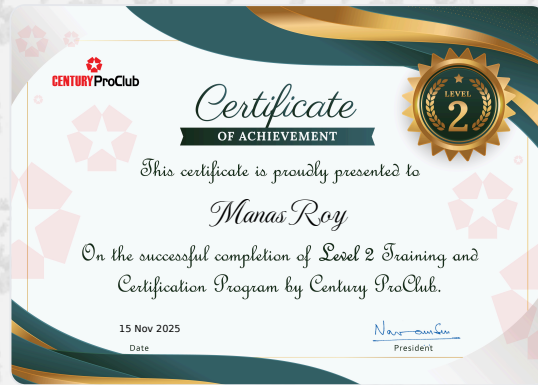 CENTURY ProClub
Certificate
OF ACHIEVEMENT
LEVEL
2
This certificate is proudly presented to
Manas Roy
On the successful completion of Level 2 Training and
Certification Program by Century ProClub.
15 Nov 2025
Date
President